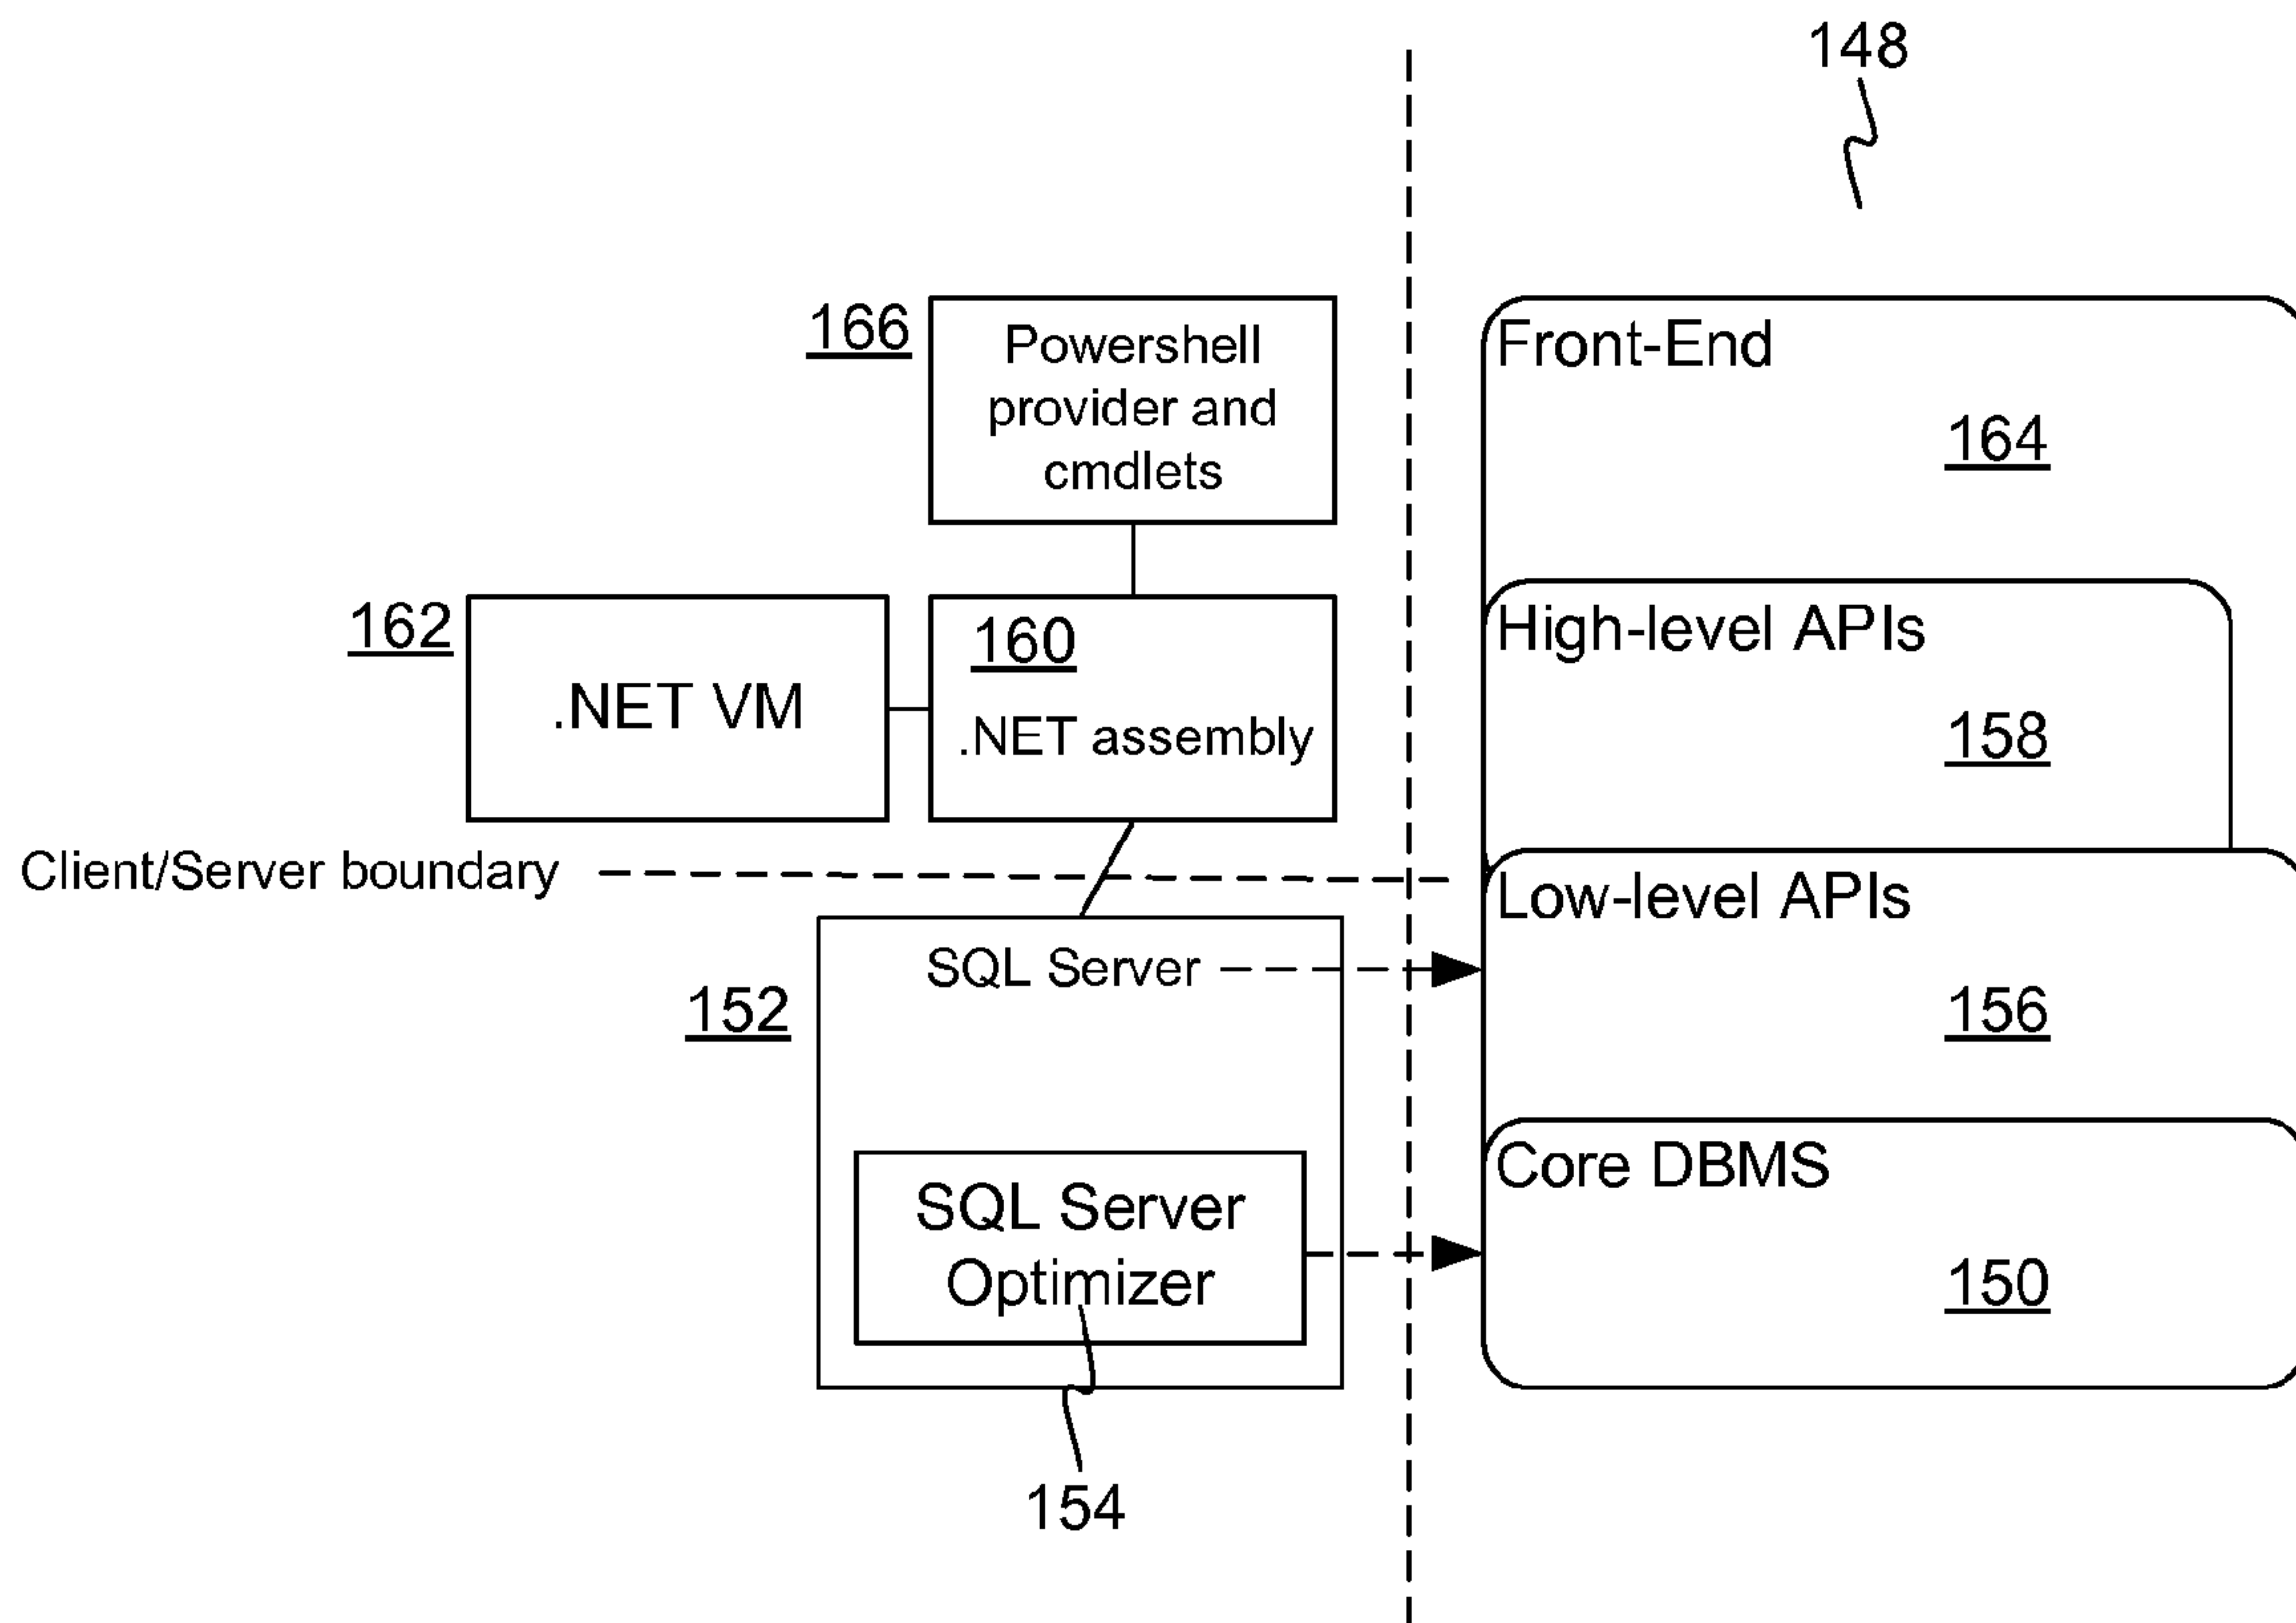 148
166
Powershell
provider and
cmdlets
Front-End
164
162
.NET VM
160
.NET assembly
High-level APIs
158
Client/Server boundary
Low-level APIs
SQL Server
152
156
SQL Server
Optimizer
Core DBMS
150
154